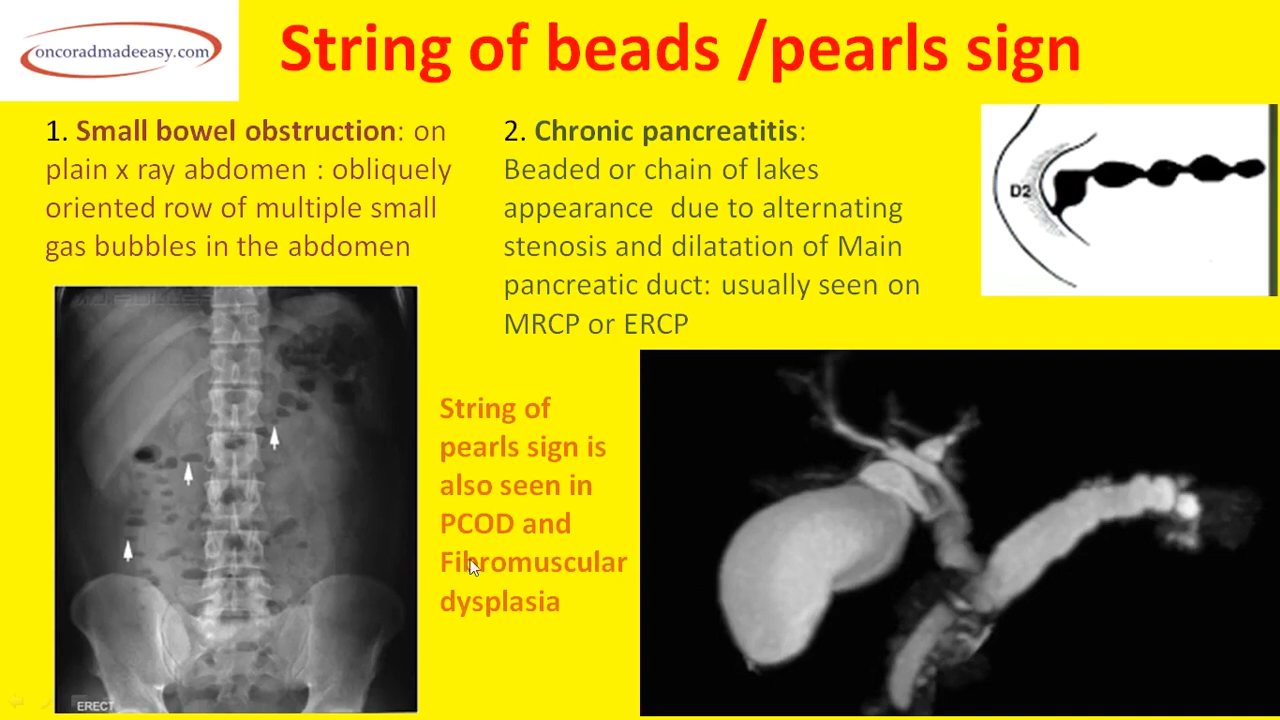 oncoradmadeeasy.com
String of beads /pearls sign
1. Small bowel obstruction: on
plain x ray abdomen : obliquely
oriented row of multiple small
gas bubbles in the abdomen
2. Chronic pancreatitis:
Beaded or chain of lakes
appearance due to alternating
stenosis and dilatation of Main
pancreatic duct: usually seen on
MRCP or ERCP
D2
String of
pearls sign is
also seen in
PCOD and
Fibromuscular
dysplasia
ERECT